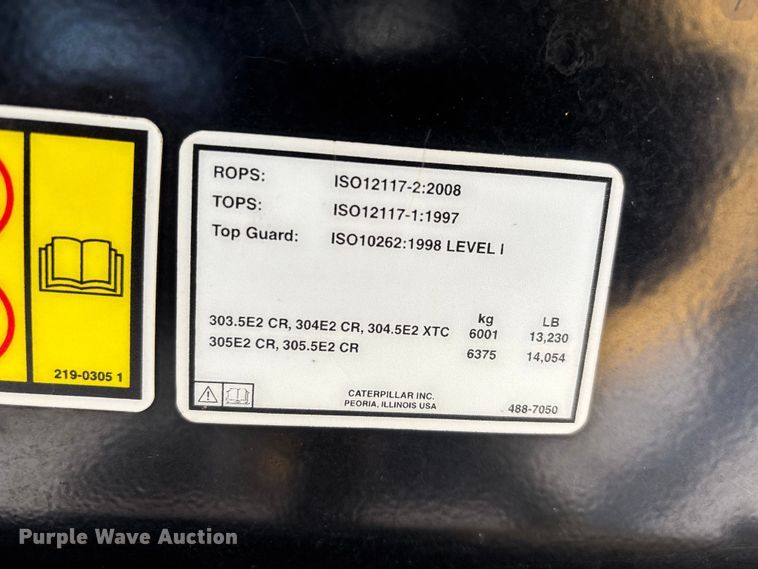 ROPS: ISO12117-2:2008
TOPS: ISO12117-1:1997
Top Guard: ISO10262:1998 LEVEL I
kg LB
303.5E2 CR, 304E2 CR, 304.5E2 XTC 6001 13,230
305E2 CR, 305.5E2 CR 6375 14,054
CATERPILLAR INC.
PEORIA, ILLINOIS USA
488-7050
219-0305 1
Purple Wave Auction